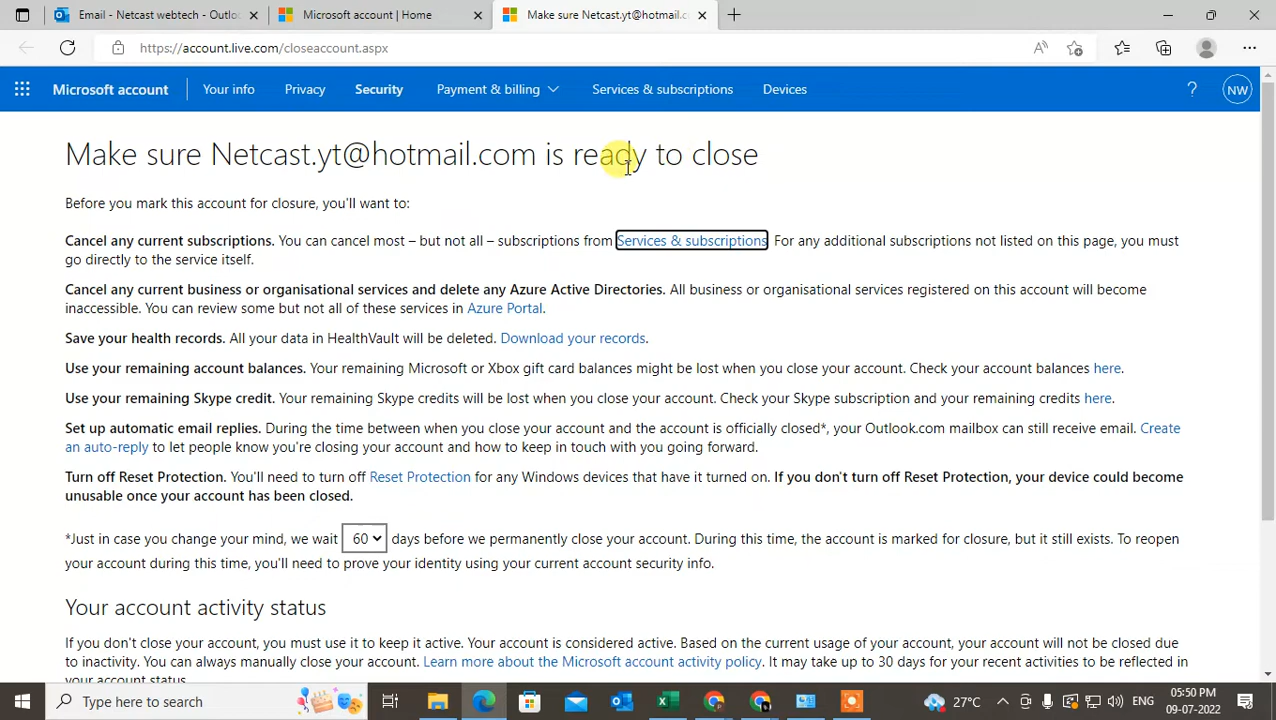 Email - Netcast webtech - Outlo
Microsoft account | Home
Make sure Netcast.yt@hotmail.c
https://account.live.com/closeaccount.aspx
Microsoft account
Your info
Privacy
Security
Payment & billing
Services & subscriptions
Devices
?
NW
Make sure Netcast.yt@hotmail.com is ready to close
Before you mark this account for closure, you'll want to:
Cancel any current subscriptions. You can cancel most – but not all – subscriptions from Services & subscriptions. For any additional subscriptions not listed on this page, you must
go directly to the service itself.
Cancel any current business or organisational services and delete any Azure Active Directories. All business or organisational services registered on this account will become
inaccessible. You can review some but not all of these services in Azure Portal.
Save your health records. All your data in HealthVault will be deleted. Download your records.
Use your remaining account balances. Your remaining Microsoft or Xbox gift card balances might be lost when you close your account. Check your account balances here.
Use your remaining Skype credit. Your remaining Skype credits will be lost when you close your account. Check your Skype subscription and your remaining credits here.
Set up automatic email replies. During the time between when you close your account and the account is officially closed*, your Outlook.com mailbox can still receive email. Create
an auto-reply to let people know you're closing your account and how to keep in touch with you going forward.
Turn off Reset Protection. You'll need to turn off Reset Protection for any Windows devices that have it turned on. If you don't turn off Reset Protection, your device could become
unusable once your account has been closed.
*Just in case you change your mind, we wait 60 days before we permanently close your account. During this time, the account is marked for closure, but it still exists. To reopen
your account during this time, you'll need to prove your identity using your current account security info.
Your account activity status
If you don't close your account, you must use it to keep it active. Your account is considered active. Based on the current usage of your account, your account will not be closed due
to inactivity. You can always manually close your account. Learn more about the Microsoft account activity policy. It may take up to 30 days for your recent activities to be reflected in
your account status.
Type here to search
27°C
ENG
05:50 PM
09-07-2022